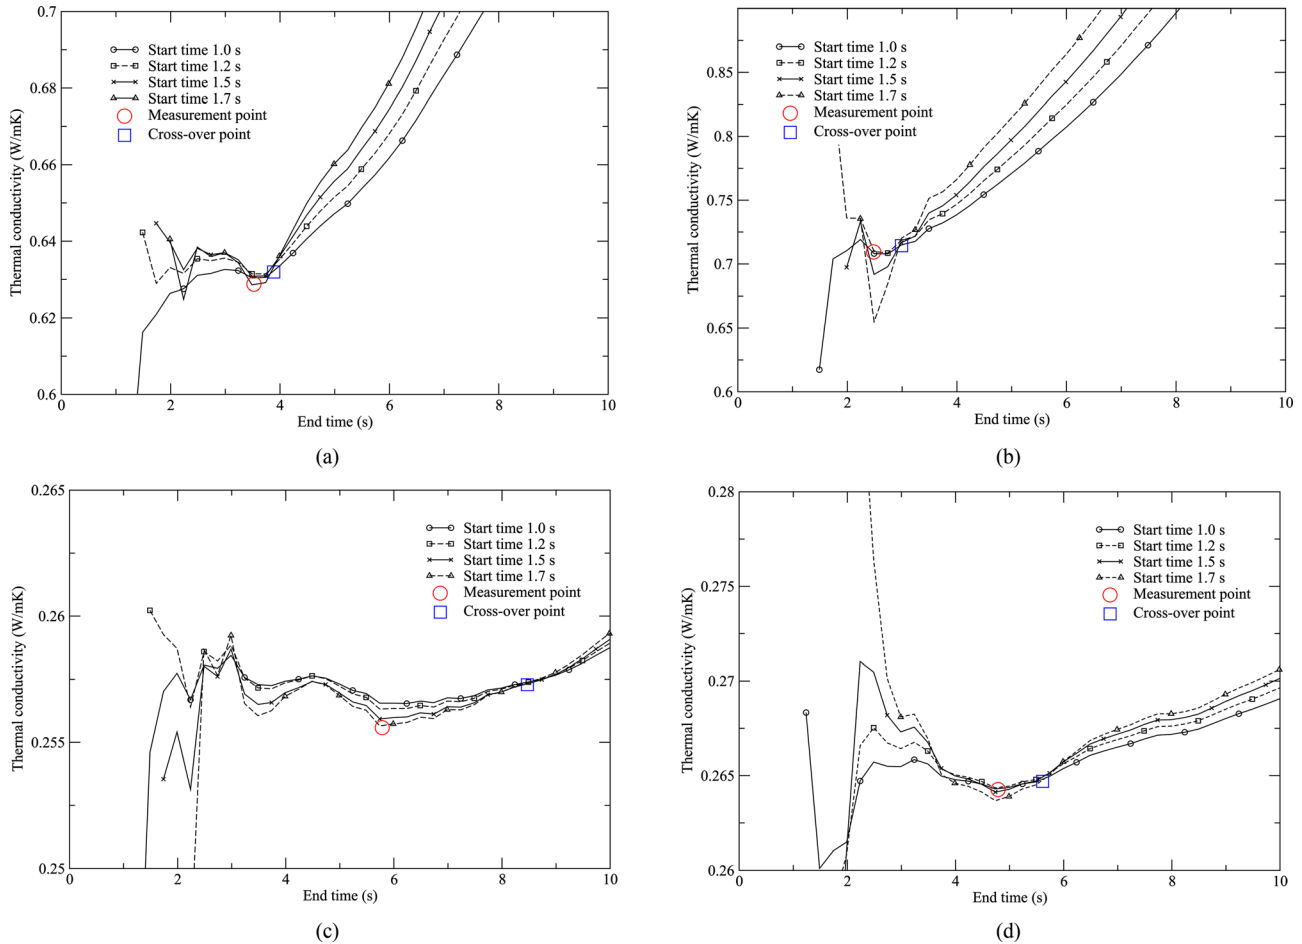 (a)
0.7
0.68
0.66
0.64
0.62
0.6
Thermal conductivity (W/mK)
Start time 1.0 s
Start time 1.2 s
Start time 1.5 s
Start time 1.7 s
Measurement point
Cross-over point
0 2 4 6 8 10
End time (s)
(b)
0.85
0.8
0.75
0.7
0.65
0.6
Thermal conductivity (W/mK)
Start time 1.0 s
Start time 1.2 s
Start time 1.5 s
Start time 1.7 s
Measurement point
Cross-over point
0 2 4 6 8 10
End time (s)
(a)
(b)
0.265
0.26
0.255
0.25
Thermal conductivity (W/mK)
Start time 1.0 s
Start time 1.2 s
Start time 1.5 s
Start time 1.7 s
Measurement point
Cross-over point
0 2 4 6 8 10
End time (s)
(c)
0.28
0.275
0.27
0.265
0.26
Thermal conductivity (W/mK)
Start time 1.0 s
Start time 1.2 s
Start time 1.5 s
Start time 1.7 s
Measurement point
Cross-over point
0 2 4 6 8 10
End time (s)
(d)